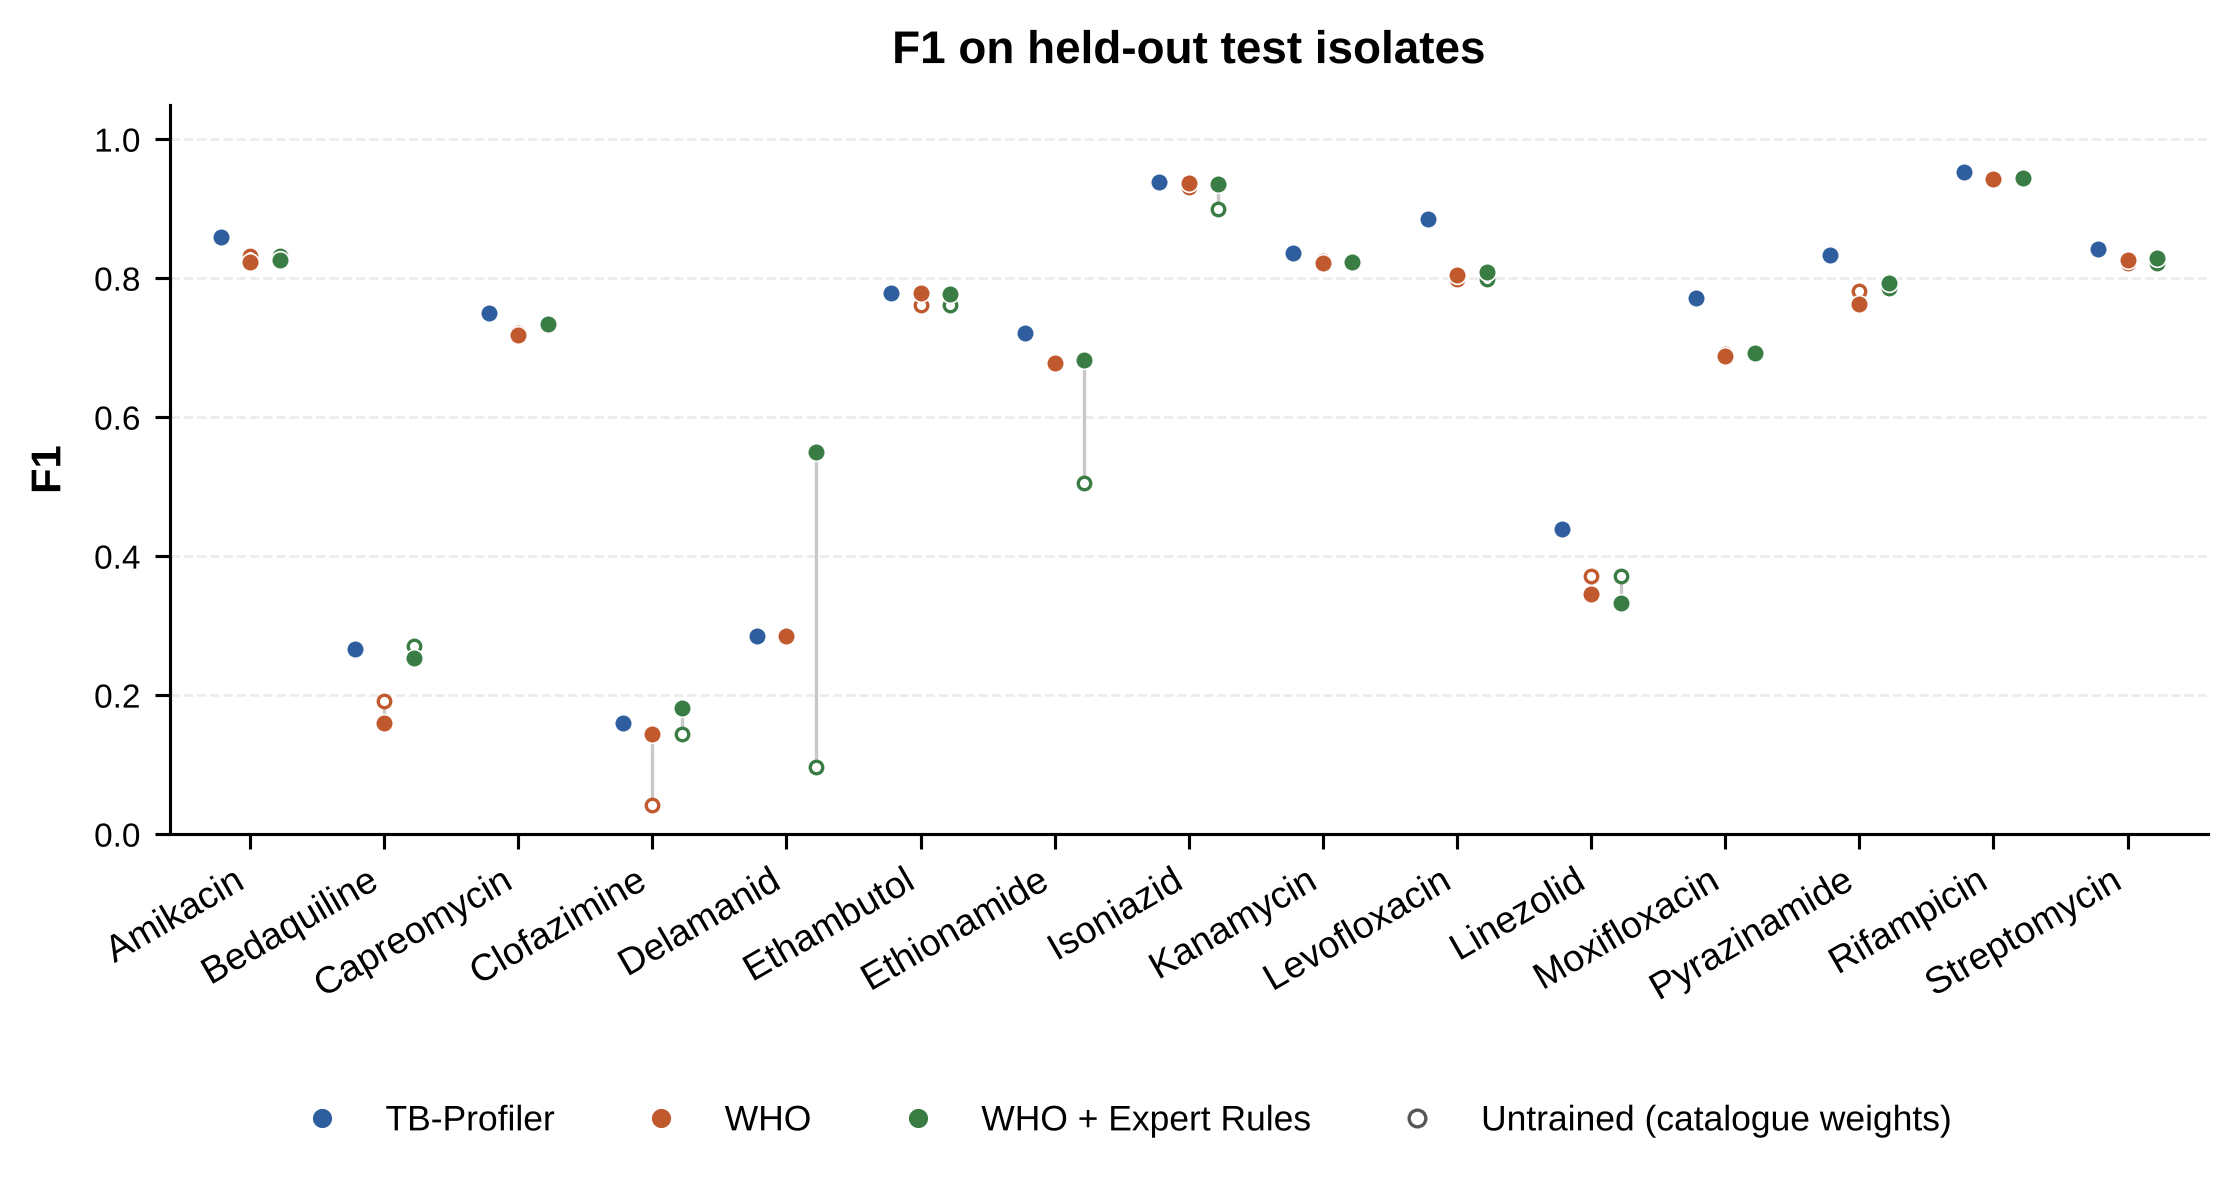 F1 on held-out test isolates
1.0
0.8
0.6
0.4
0.2
0.0
F1
Amikacin
Bedaquiline
Capreomycin
Clofazimine
Delamanid
Ethambutol
Ethionamide
Isoniazid
Kanamycin
Levofloxacin
Linezolid
Moxifloxacin
Pyrazinamide
Rifampicin
Streptomycin
TB-Profiler
WHO
WHO + Expert Rules
Untrained (catalogue weights)